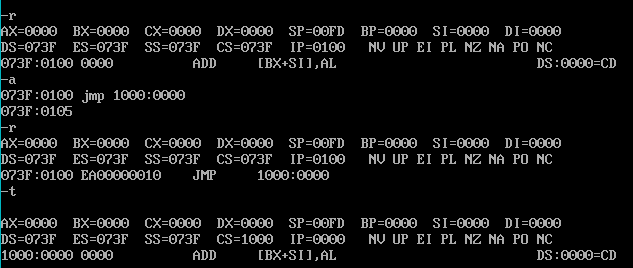 -r
AX=0000  BX=0000  CX=0000  DX=0000  SP=00FD  BP=0000  SI=0000  DI=0000
DS=073F  ES=073F  SS=073F  CS=073F  IP=0100   NV UP EI PL NZ NA PO NC
073F:0100 0000          ADD     [BX+SI],AL                         DS:0000=CD
-a
073F:0100 jmp 1000:0000
073F:0105
-r
AX=0000  BX=0000  CX=0000  DX=0000  SP=00FD  BP=0000  SI=0000  DI=0000
DS=073F  ES=073F  SS=073F  CS=073F  IP=0100   NV UP EI PL NZ NA PO NC
073F:0100 EA00000010    JMP     1000:0000
-t
AX=0000  BX=0000  CX=0000  DX=0000  SP=00FD  BP=0000  SI=0000  DI=0000
DS=073F  ES=073F  SS=073F  CS=1000  IP=0000   NV UP EI PL NZ NA PO NC
1000:0000 0000          ADD     [BX+SI],AL                         DS:0000=CD